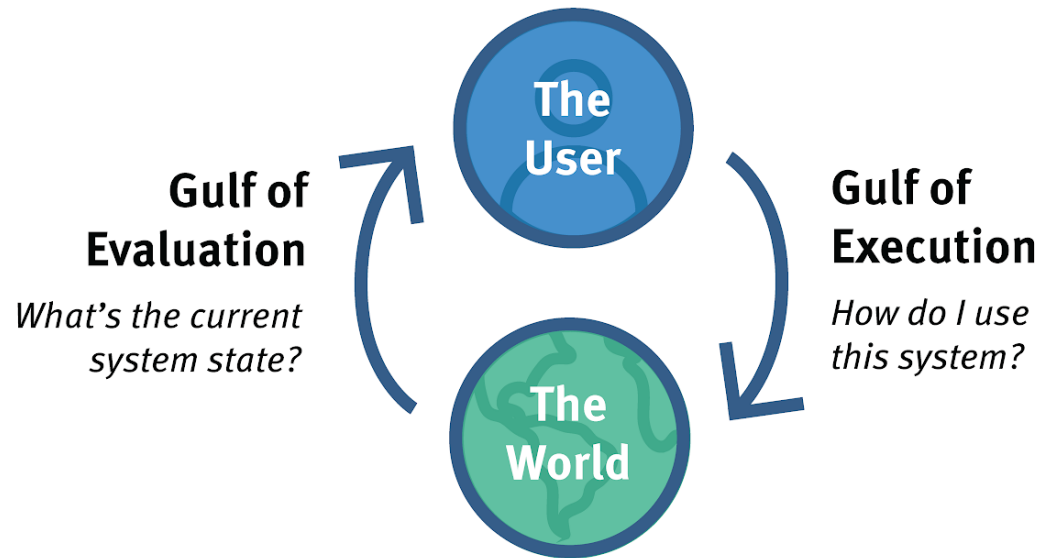 The
User
Gulf of
Evaluation
What's the current
system state?
Gulf of
Execution
How do I use
this system?
The
World